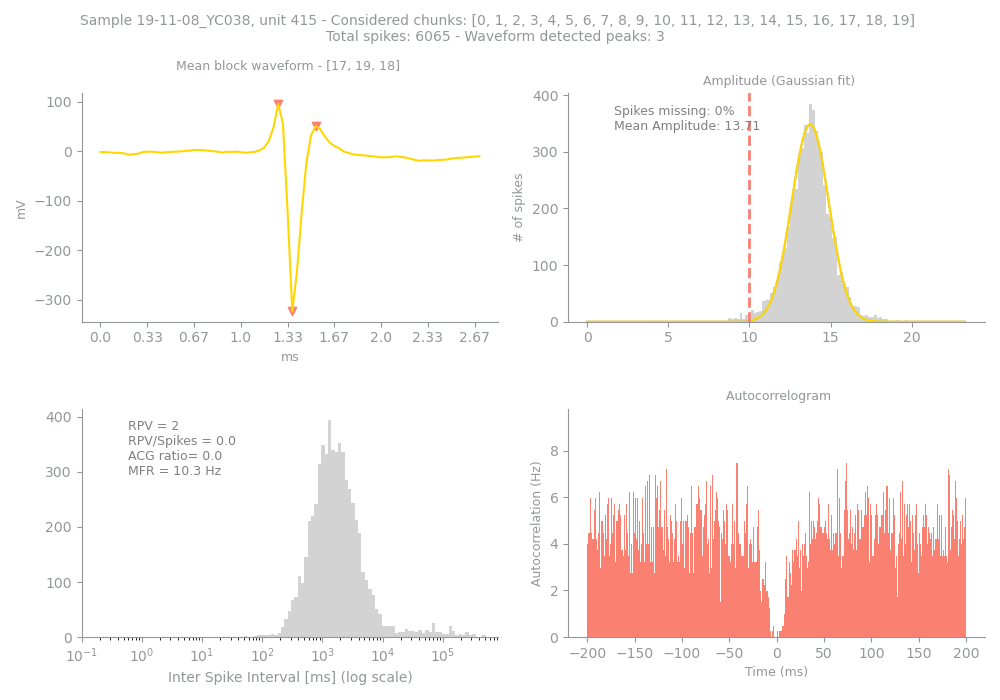 Sample 19-11-08_YC038, unit 415 - Considered chunks: [0, 1, 2, 3, 4, 5, 6, 7, 8, 9, 10, 11, 12, 13, 14, 15, 16, 17, 18, 19]
Total spikes: 6065 - Waveform detected peaks: 3
Mean block waveform - [17, 19, 18]
100
0
−100
−200
−300
mV
0.0 0.33 0.67 1.0 1.33 1.67 2.0 2.33 2.67
ms
Amplitude (Gaussian fit)
Spikes missing: 0%
Mean Amplitude: 13.71
400
300
200
100
0
# of spikes
0 5 10 15 20
RPV = 2
RPV/Spikes = 0.0
ACG ratio= 0.0
MFR = 10.3 Hz
400
300
200
100
0
10⁻¹ 10⁰ 10¹ 10² 10³ 10⁴ 10⁵
Inter Spike Interval [ms] (log scale)
Autocorrelogram
8
6
4
2
0
Autocorrelation (Hz)
−200 −150 −100 −50 0 50 100 150 200
Time (ms)